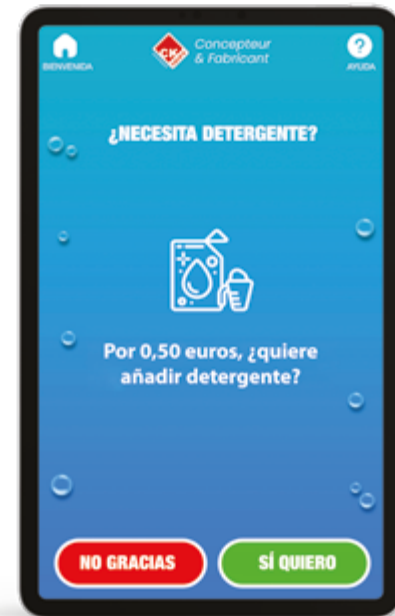 BIENVENIDA
CK
Concepteur
& Fabricant
?
AYUDA
¿NECESITA DETERGENTE?
Por 0,50 euros, ¿quiere
añadir detergente?
NO GRACIAS
SÍ QUIERO